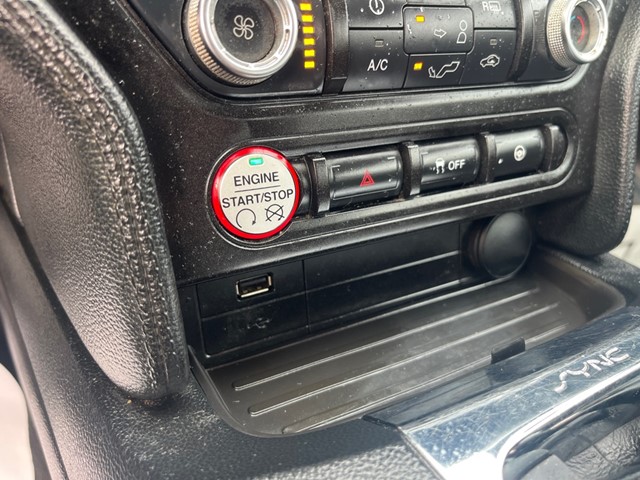 R
A/C
ENGINE
START/STOP
OFF
SYNC